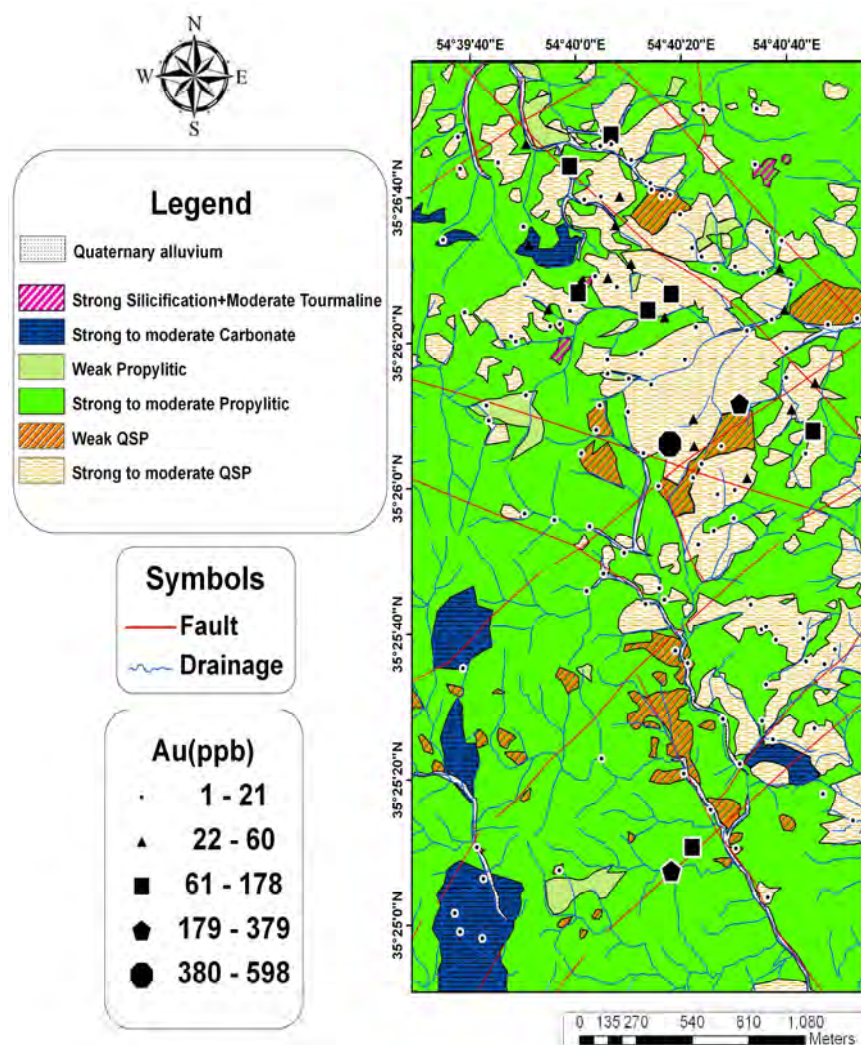 N
W E
S
Legend
Quaternary alluvium
Strong Silicification+Moderate Tourmaline
Strong to moderate Carbonate
Weak Propylitic
Strong to moderate Propylitic
Weak QSP
Strong to moderate QSP
Symbols
Fault
Drainage
Au(ppb)
1 - 21
22 - 60
61 - 178
179 - 379
380 - 598
54°39'40"E 54°40'0"E 54°40'20"E 54°40'40"E
35°26'40"N
35°26'20"N
35°26'0"N
35°25'40"N
35°25'20"N
35°25'0"N
0 135 270 540 810 1,080
Meters